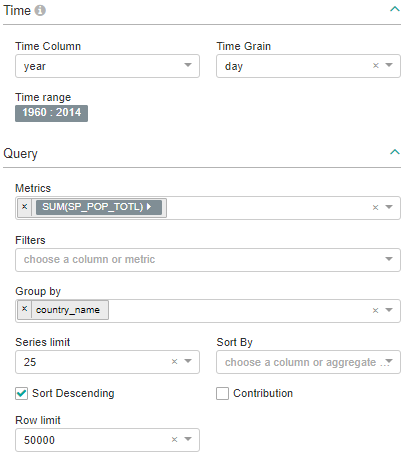 Time
Time Column Time Grain
year day
Time range
1960 : 2014
Query
Metrics
× SUM(SP_POP_TOTL)
Filters
choose a column or metric
Group by
× country_name
Series limit Sort By
25 choose a column or aggregate ...
Sort Descending Contribution
Row limit
50000